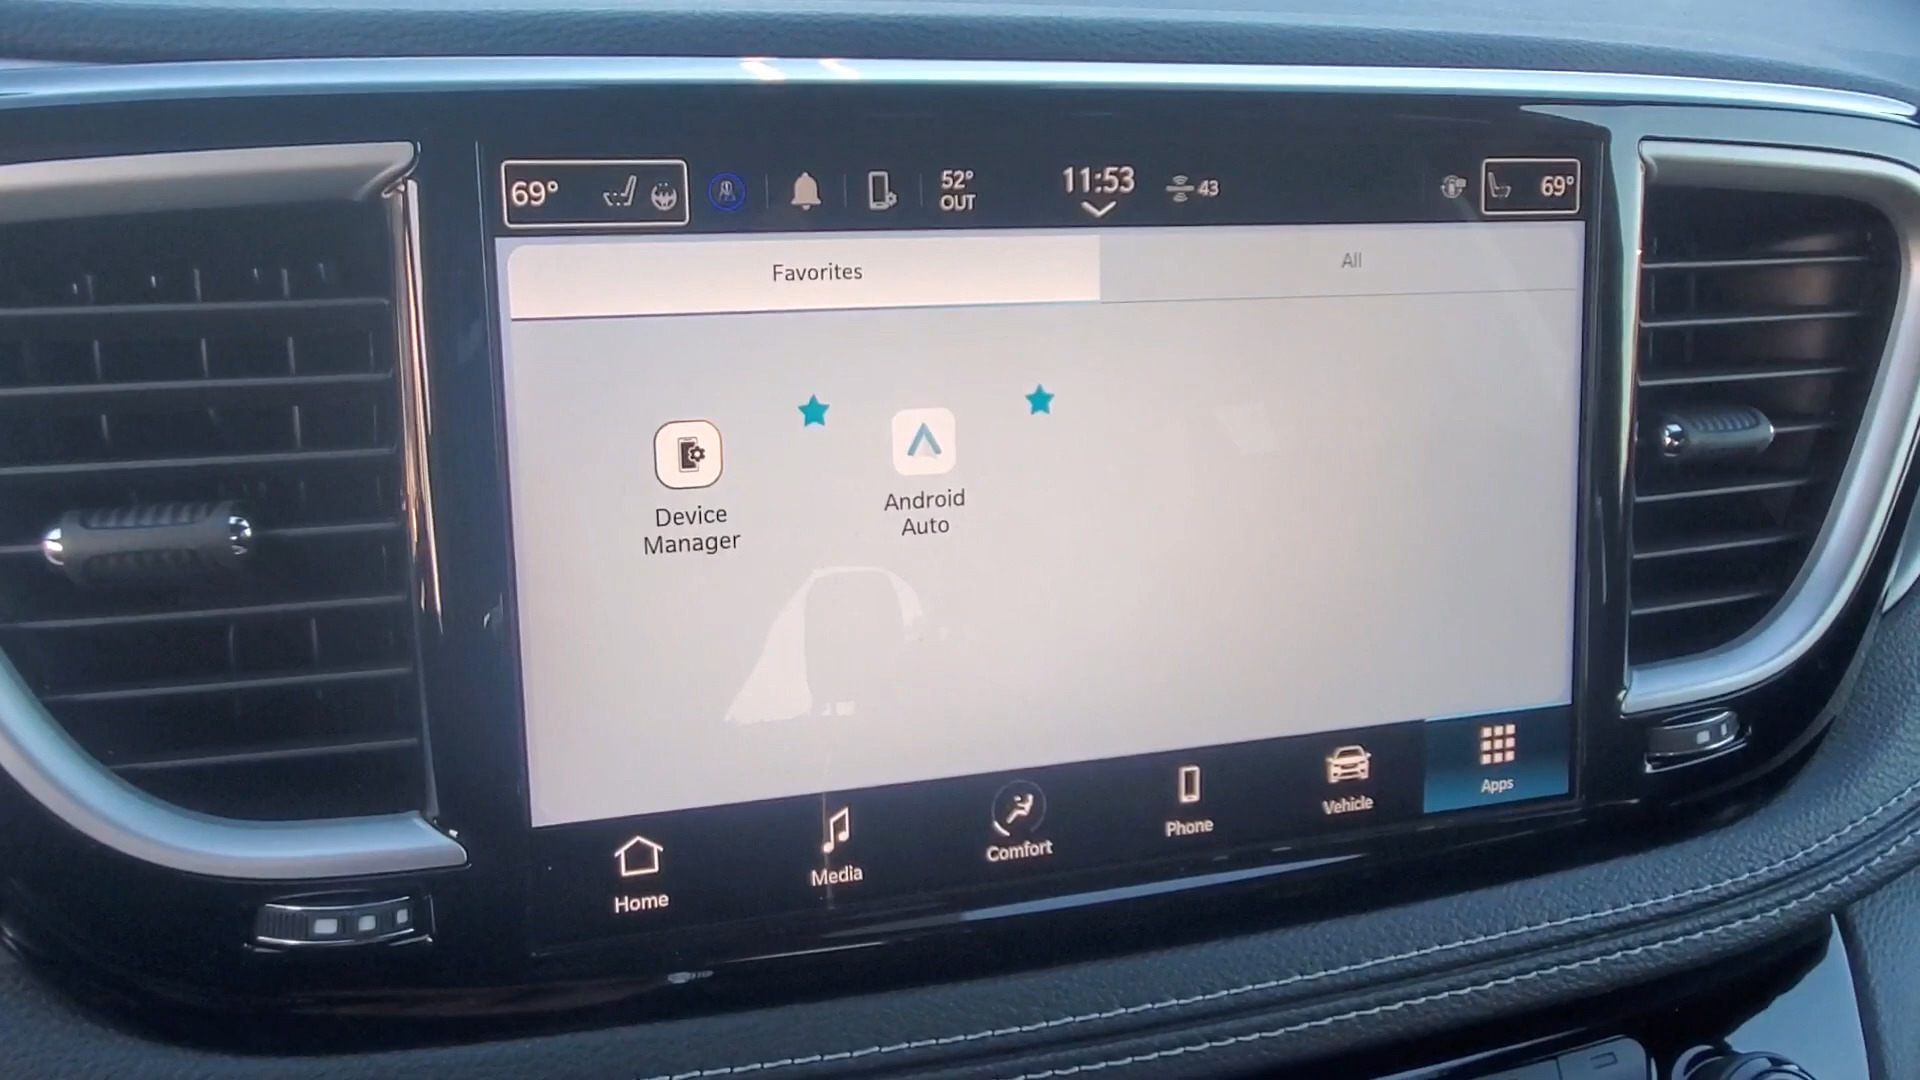 69°
52°
OUT
11:53
43
69°
Favorites
All
Device
Manager
Android
Auto
Home
Media
Comfort
Phone
Vehicle
Apps